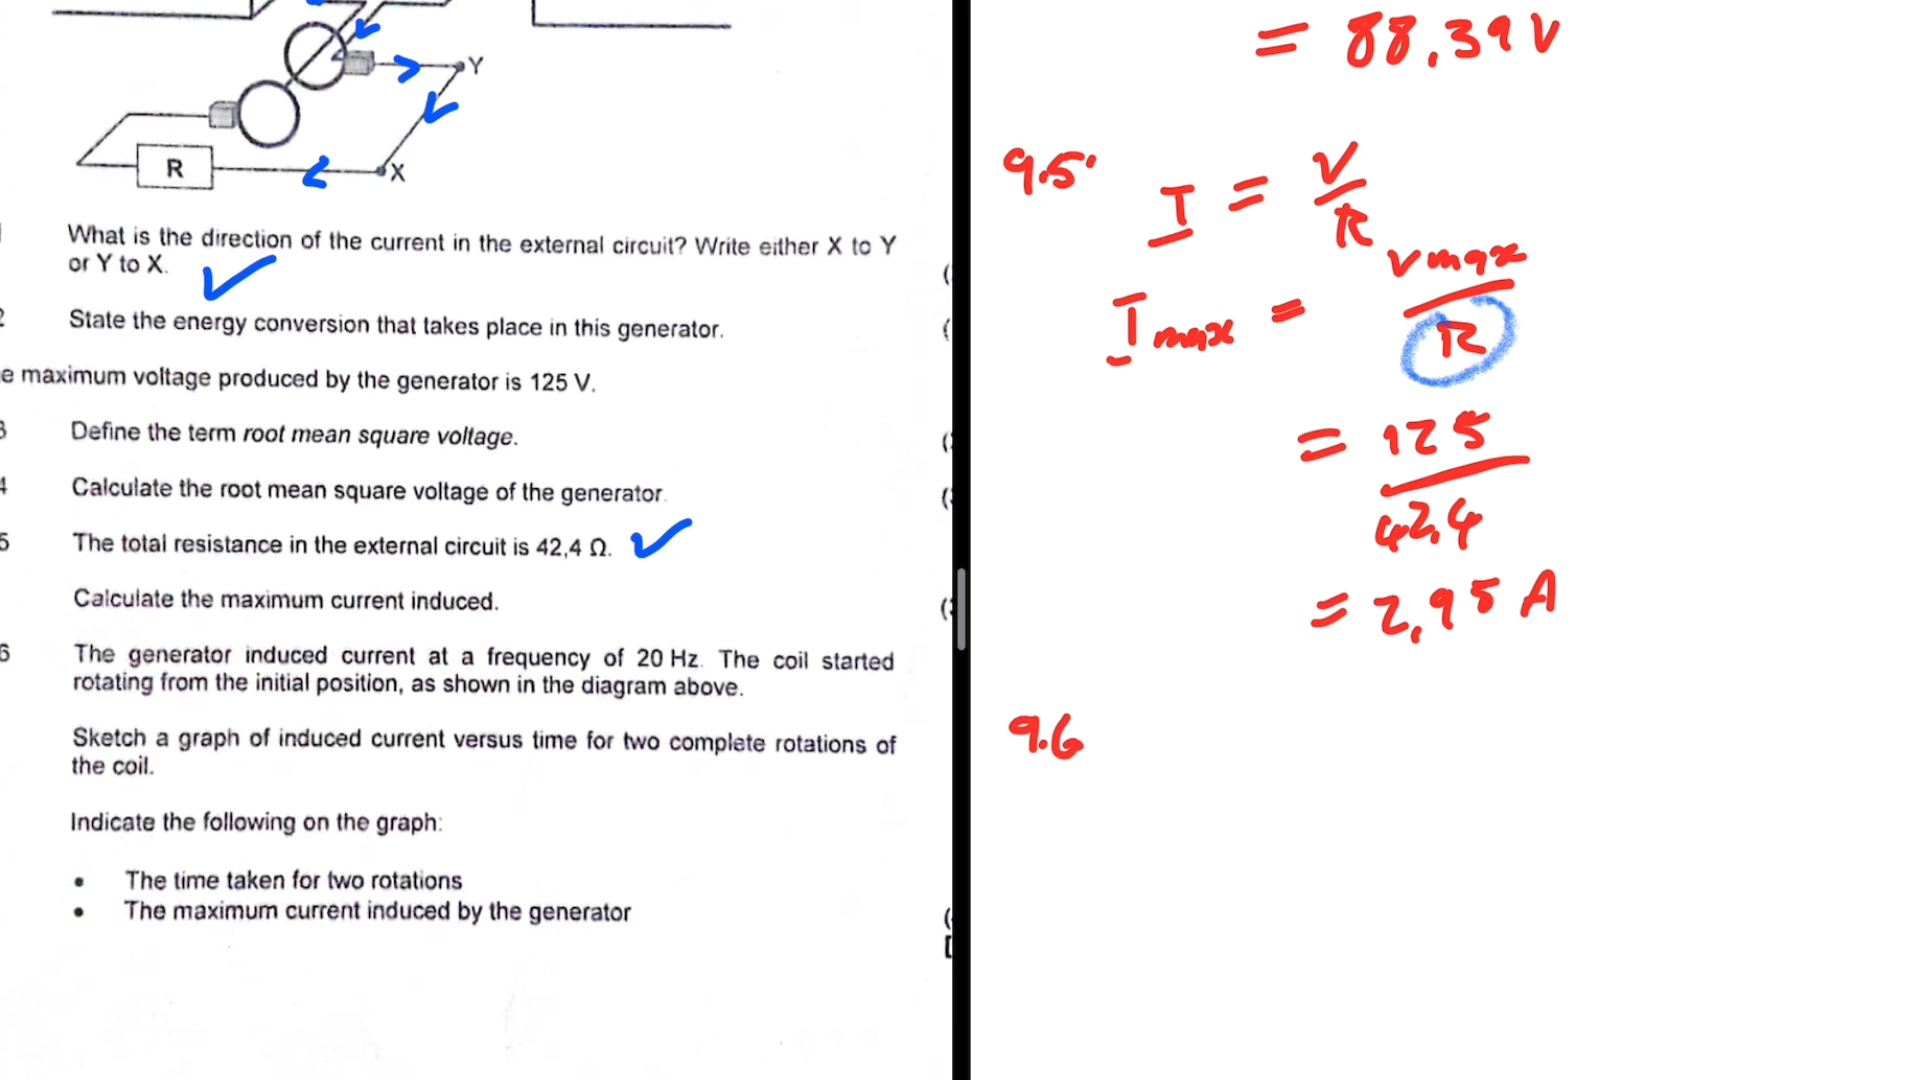 Y
R
X
What is the direction of the current in the external circuit? Write either X to Y
or Y to X.
State the energy conversion that takes place in this generator.
e maximum voltage produced by the generator is 125 V.
Define the term root mean square voltage.
4 Calculate the root mean square voltage of the generator.
5 The total resistance in the external circuit is 42,4 Ω.
Calculate the maximum current induced.
6 The generator induced current at a frequency of 20 Hz. The coil started
rotating from the initial position, as shown in the diagram above.
Sketch a graph of induced current versus time for two complete rotations of
the coil.
Indicate the following on the graph:
• The time taken for two rotations
• The maximum current induced by the generator
= 88,39 V
9.5 I = V
R
I max = V max
R
= 125
42,4
= 2,95 A
9.6